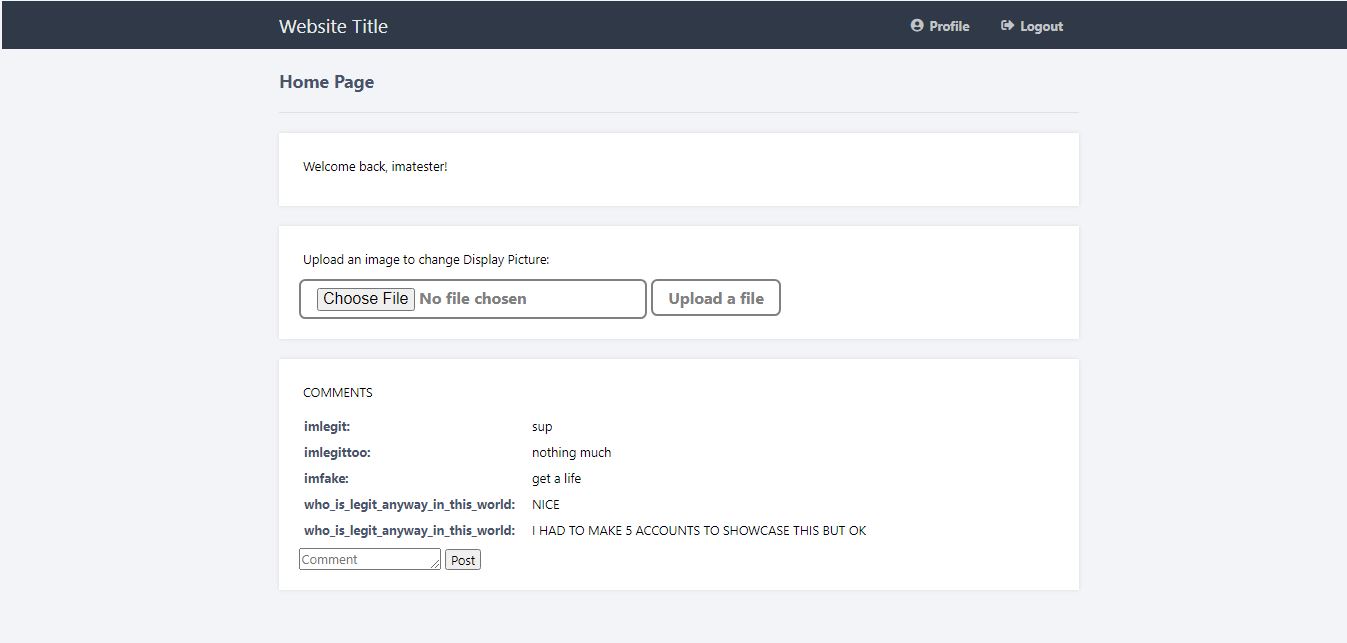 Website Title Profile Logout
Home Page
Welcome back, imatester!
Upload an image to change Display Picture:
Choose File No file chosen Upload a file
COMMENTS
imlegit: sup
imlegittoo: nothing much
imfake: get a life
who_is_legit_anyway_in_this_world: NICE
who_is_legit_anyway_in_this_world: I HAD TO MAKE 5 ACCOUNTS TO SHOWCASE THIS BUT OK
Comment Post